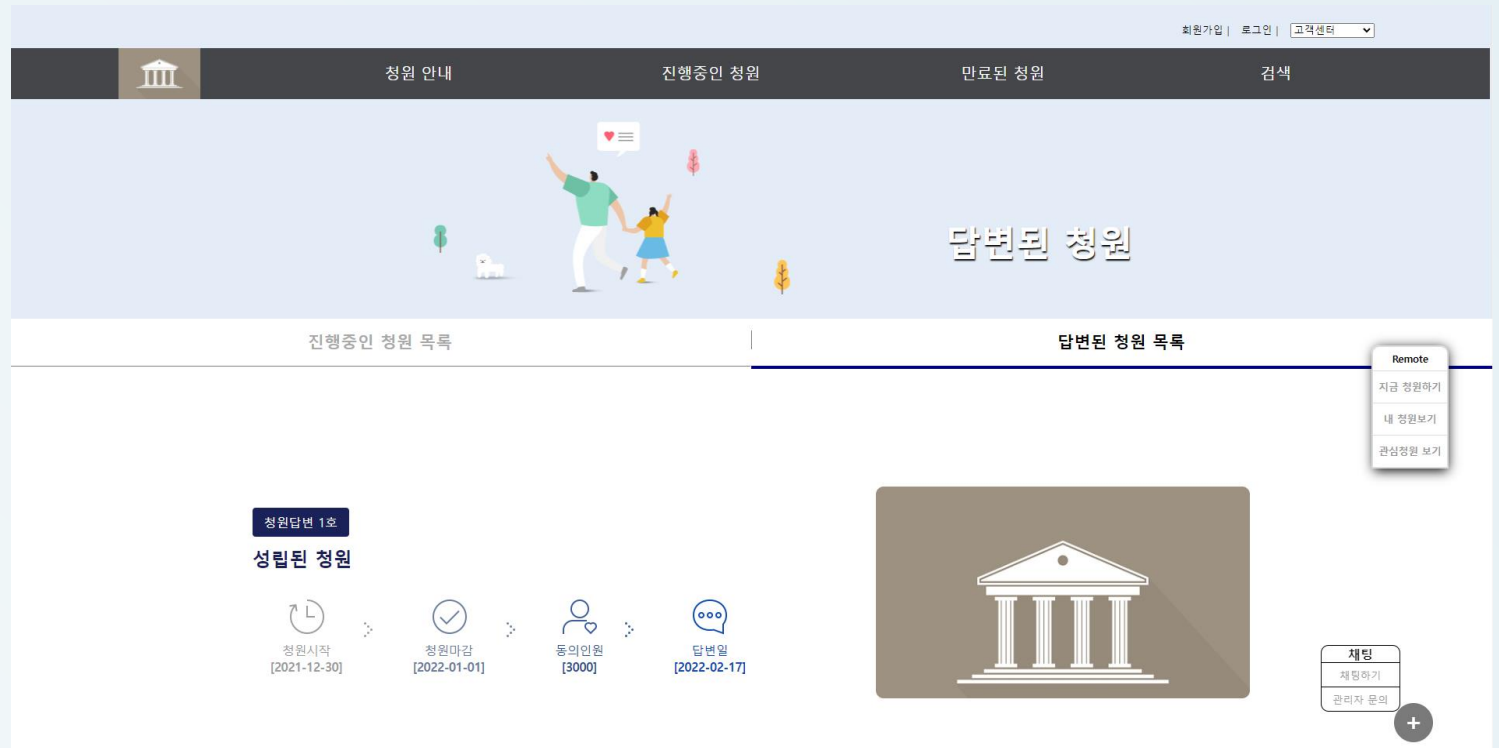 회원가입 | 로그인 | 고객센터
청원 안내 진행중인 청원 만료된 청원 검색
답변된 청원
진행중인 청원 목록 답변된 청원 목록
Remote
지금 청원하기
내 청원보기
관심청원 보기
청원답변 1호
성립된 청원
청원시작 청원마감 동의인원 답변일
[2021-12-30] [2022-01-01] [3000] [2022-02-17]
채팅
채팅하기
관리자 문의
+